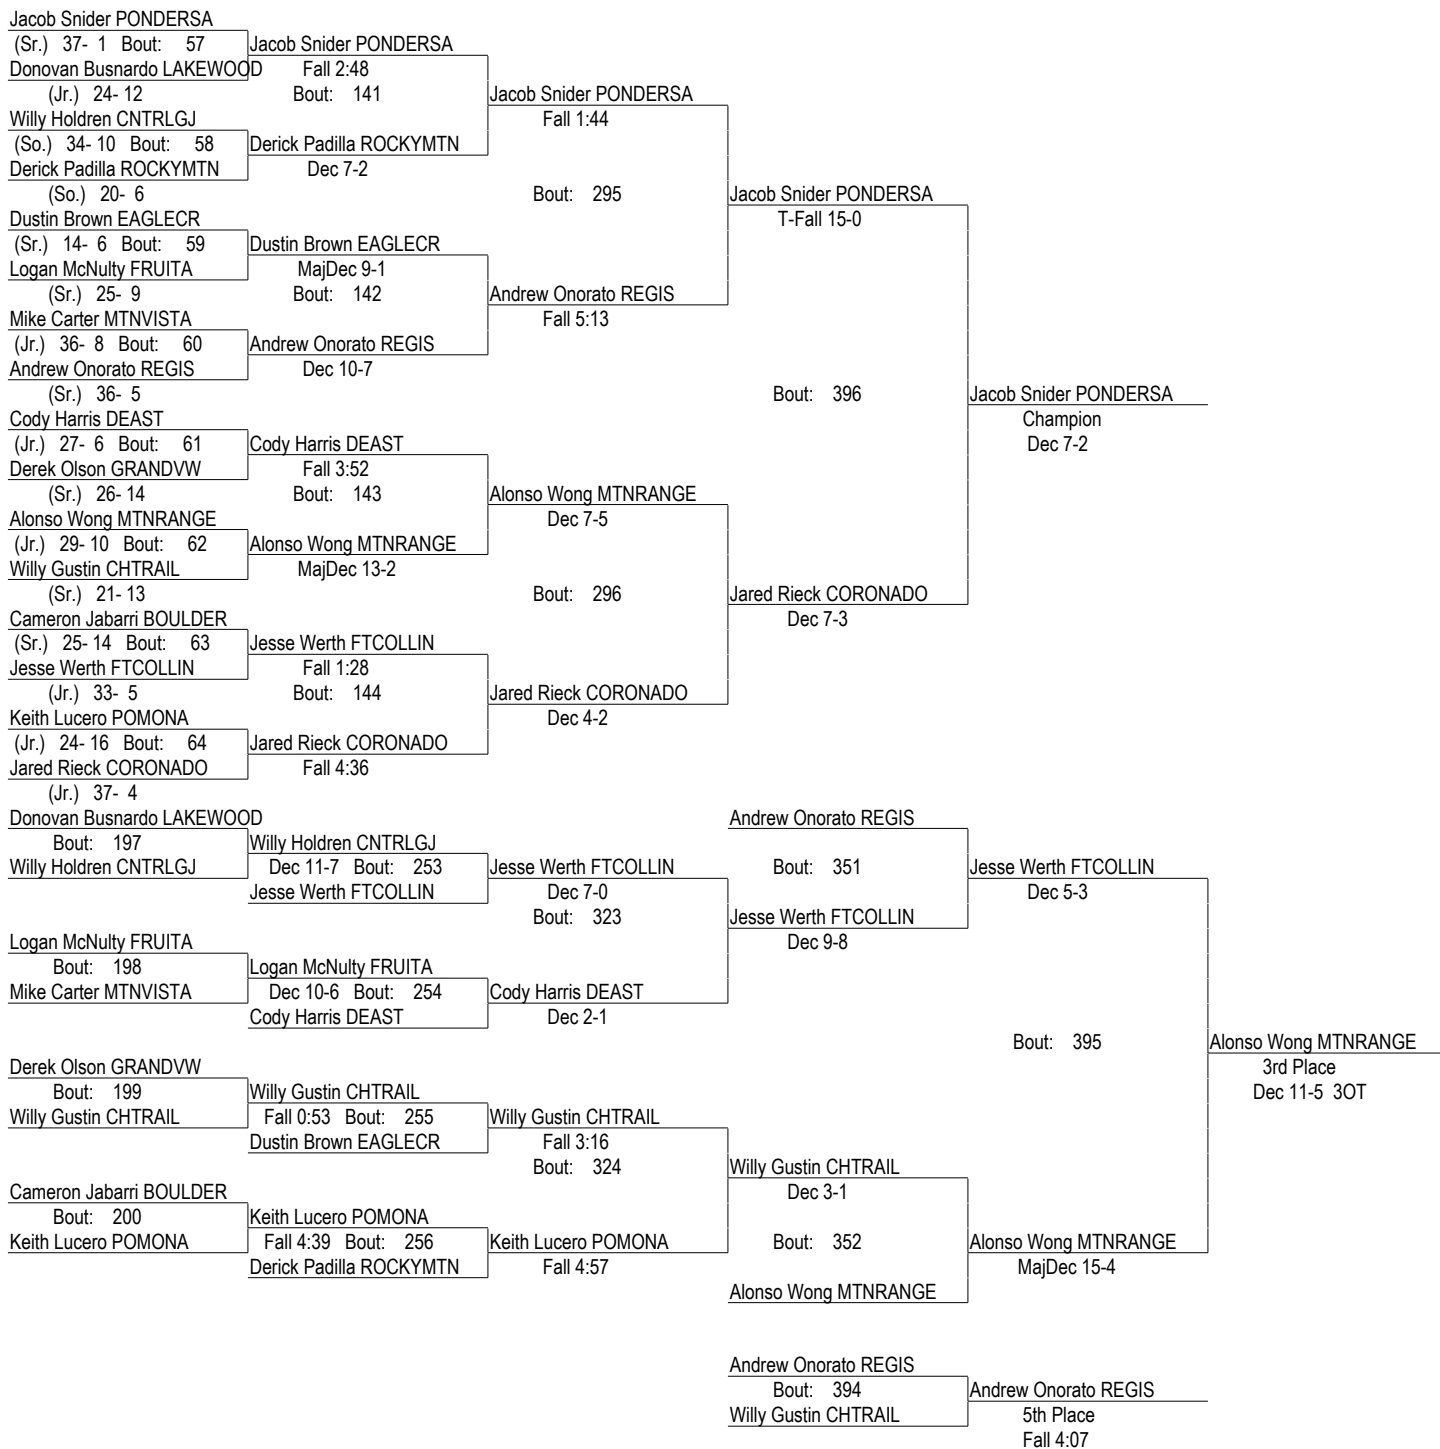 Jacob Snider PONDERSA
(Sr.) 37- 1 Bout: 57 Jacob Snider PONDERSA
Donovan Busnardo LAKEWOOD Fall 2:48
(Jr.) 24- 12 Bout: 141 Jacob Snider PONDERSA
Willy Holdren CNTRLGJ Fall 1:44
(So.) 34- 10 Bout: 58 Derick Padilla ROCKYMTN
Derick Padilla ROCKYMTN Dec 7-2
(So.) 20- 6 Bout: 295 Jacob Snider PONDERSA
Dustin Brown EAGLECR T-Fall 15-0
(Sr.) 14- 6 Bout: 59 Dustin Brown EAGLECR
Logan McNulty FRUITA MajDec 9-1
(Sr.) 25- 9 Bout: 142 Andrew Onorato REGIS
Mike Carter MTNVISTA Fall 5:13
(Jr.) 36- 8 Bout: 60 Andrew Onorato REGIS
Andrew Onorato REGIS Dec 10-7
(Sr.) 36- 5 Bout: 396 Jacob Snider PONDERSA
Cody Harris DEAST Champion
(Jr.) 27- 6 Bout: 61 Cody Harris DEAST Dec 7-2
Derek Olson GRANDVW Fall 3:52
(Sr.) 26- 14 Bout: 143 Alonso Wong MTNRANGE
Alonso Wong MTNRANGE Dec 7-5
(Jr.) 29- 10 Bout: 62 Alonso Wong MTNRANGE
Willy Gustin CHTRAIL MajDec 13-2
(Sr.) 21- 13 Bout: 296 Jared Rieck CORONADO
Cameron Jabarri BOULDER Dec 7-3
(Sr.) 25- 14 Bout: 63 Jesse Werth FTCOLLIN
Jesse Werth FTCOLLIN Fall 1:28
(Jr.) 33- 5 Bout: 144 Jared Rieck CORONADO
Keith Lucero POMONA Dec 4-2
(Jr.) 24- 16 Bout: 64 Jared Rieck CORONADO
Jared Rieck CORONADO Fall 4:36
(Jr.) 37- 4
Donovan Busnardo LAKEWOOD Andrew Onorato REGIS
Bout: 197 Willy Holdren CNTRLGJ
Willy Holdren CNTRLGJ Dec 11-7 Bout: 253 Jesse Werth FTCOLLIN Bout: 351 Jesse Werth FTCOLLIN
Jesse Werth FTCOLLIN Dec 7-0 Dec 5-3
Bout: 323 Jesse Werth FTCOLLIN
Logan McNulty FRUITA Dec 9-8
Bout: 198 Logan McNulty FRUITA
Mike Carter MTNVISTA Dec 10-6 Bout: 254 Cody Harris DEAST
Cody Harris DEAST Dec 2-1
Bout: 395 Alonso Wong MTNRANGE
Derek Olson GRANDVW 3rd Place
Bout: 199 Willy Gustin CHTRAIL Dec 11-5 3OT
Willy Gustin CHTRAIL Fall 0:53 Bout: 255 Willy Gustin CHTRAIL
Dustin Brown EAGLECR Fall 3:16
Bout: 324 Willy Gustin CHTRAIL
Cameron Jabarri BOULDER Dec 3-1
Bout: 200 Keith Lucero POMONA
Keith Lucero POMONA Fall 4:39 Bout: 256 Keith Lucero POMONA Bout: 352 Alonso Wong MTNRANGE
Derick Padilla ROCKYMTN Fall 4:57 MajDec 15-4
Alonso Wong MTNRANGE
Andrew Onorato REGIS
Bout: 394 Andrew Onorato REGIS
Willy Gustin CHTRAIL 5th Place
Fall 4:07